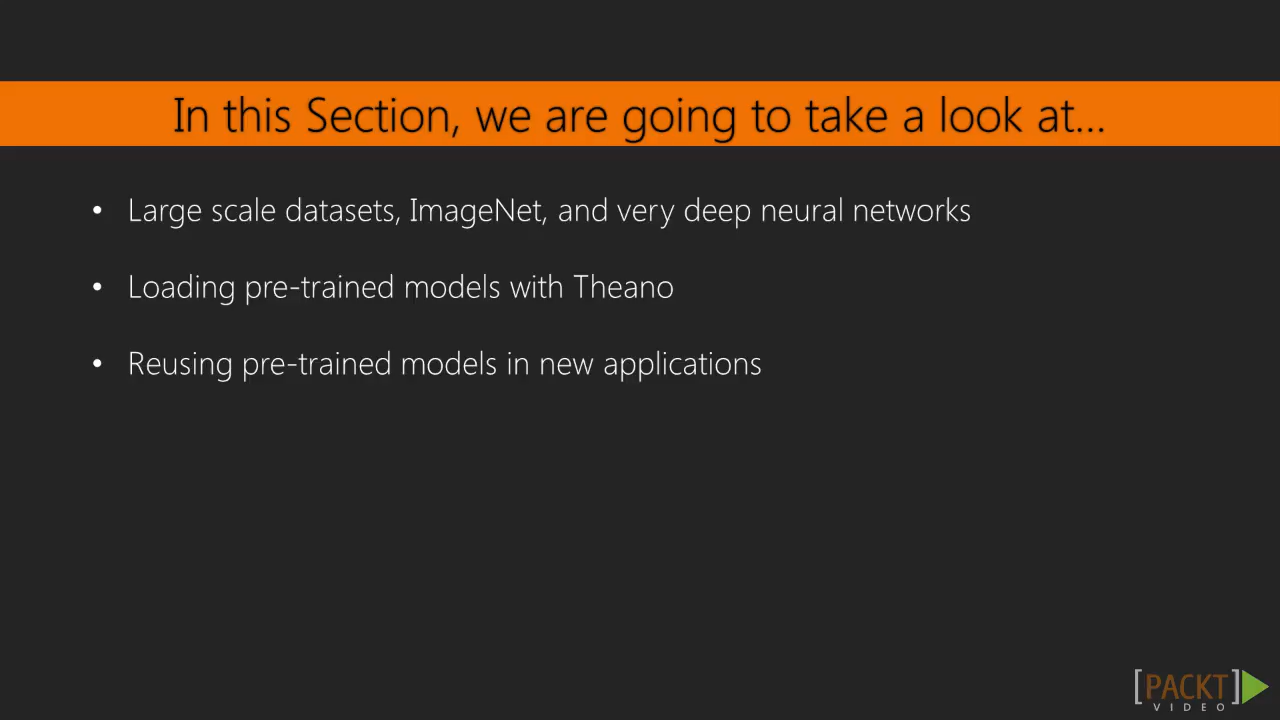 In this Section, we are going to take a look at...
• Large scale datasets, ImageNet, and very deep neural networks
• Loading pre-trained models with Theano
• Reusing pre-trained models in new applications
[PACKT]
VIDEO